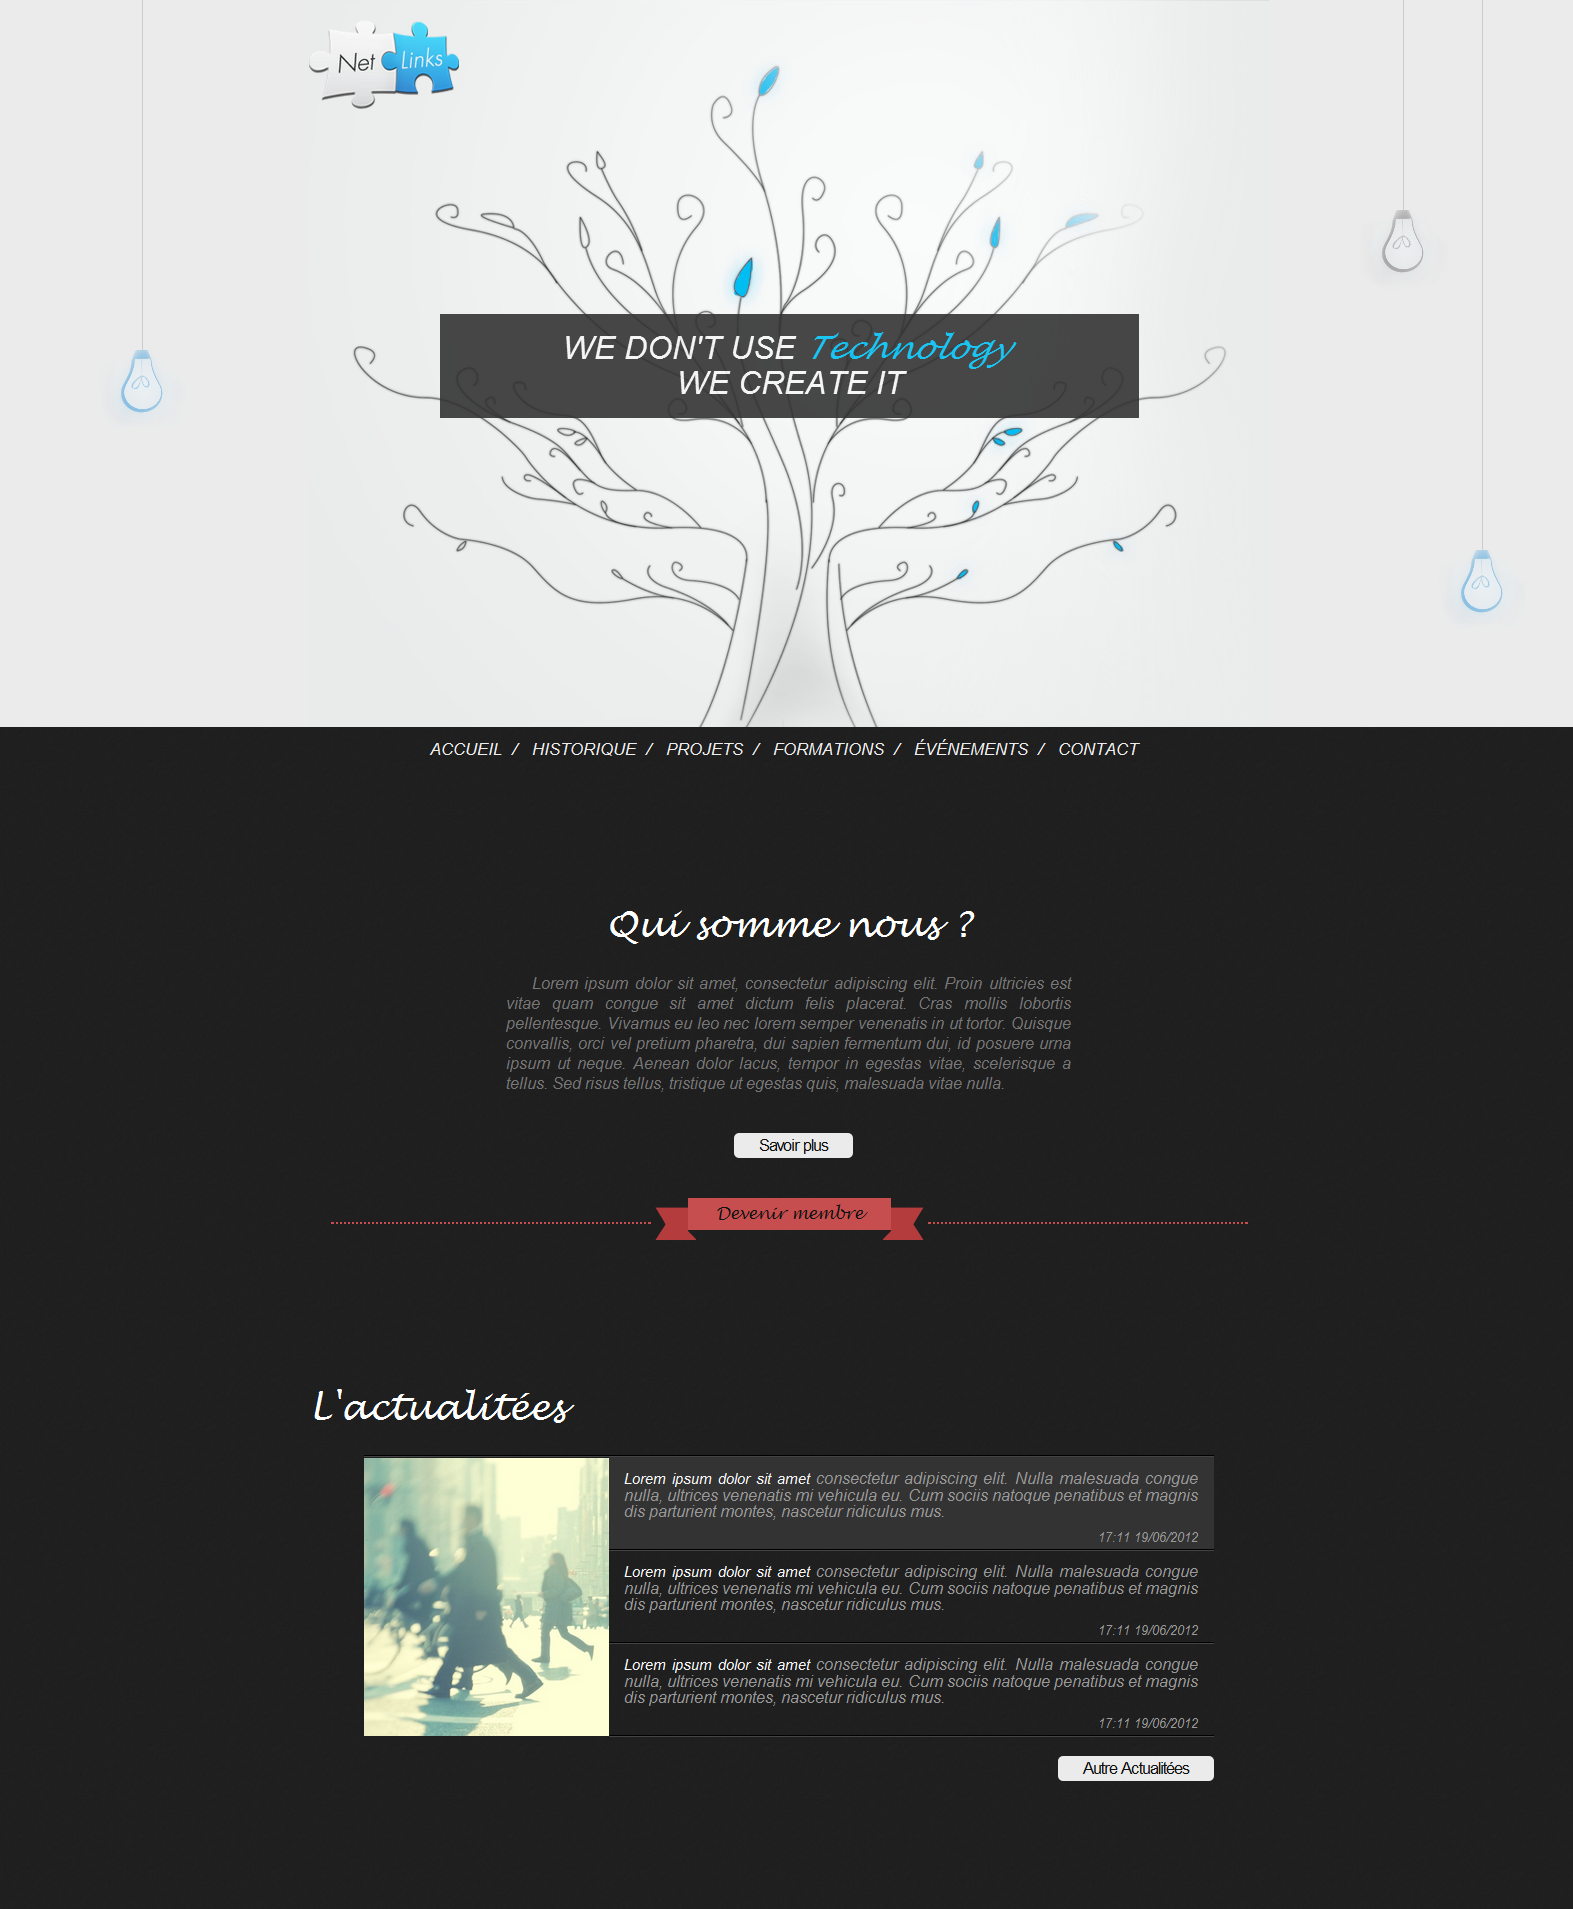 Net Links
WE DON'T USE Technology
WE CREATE IT
ACCUEIL / HISTORIQUE / PROJETS / FORMATIONS / ÉVÉNEMENTS / CONTACT
Qui somme nous ?
Lorem ipsum dolor sit amet, consectetur adipiscing elit. Proin ultricies est
vitae quam congue sit amet dictum felis placerat. Cras mollis lobortis
pellentesque. Vivamus eu leo nec lorem semper venenatis in ut tortor. Quisque
convallis, orci vel pretium pharetra, dui sapien fermentum dui, id posuere urna
ipsum ut neque. Aenean dolor lacus, tempor in egestas vitae, scelerisque a
tellus. Sed risus tellus, tristique ut egestas quis, malesuada vitae nulla.
Savoir plus
Devenir membre
L'actualitées
Lorem ipsum dolor sit amet consectetur adipiscing elit. Nulla malesuada congue
nulla, ultrices venenatis mi vehicula eu. Cum sociis natoque penatibus et magnis
dis parturient montes, nascetur ridiculus mus.
17:11 19/06/2012
Lorem ipsum dolor sit amet consectetur adipiscing elit. Nulla malesuada congue
nulla, ultrices venenatis mi vehicula eu. Cum sociis natoque penatibus et magnis
dis parturient montes, nascetur ridiculus mus.
17:11 19/06/2012
Lorem ipsum dolor sit amet consectetur adipiscing elit. Nulla malesuada congue
nulla, ultrices venenatis mi vehicula eu. Cum sociis natoque penatibus et magnis
dis parturient montes, nascetur ridiculus mus.
17:11 19/06/2012
Autre Actualitées